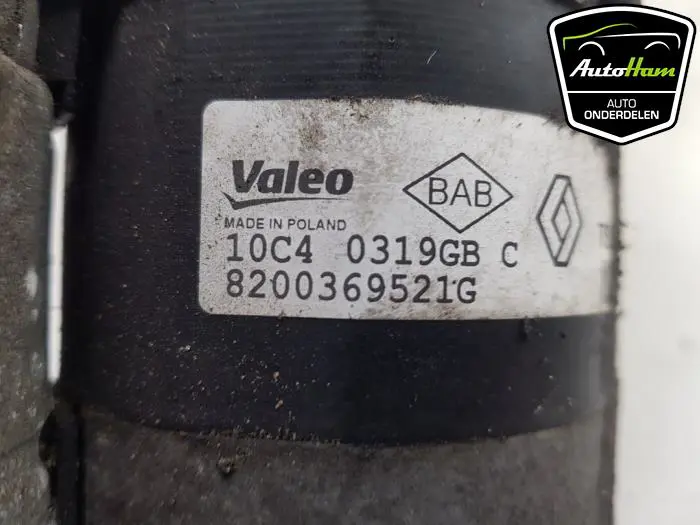 AutoHam
AUTO
ONDERDELEN
Valeo
BAB
MADE IN POLAND
10C4 0319GB C
8200369521G